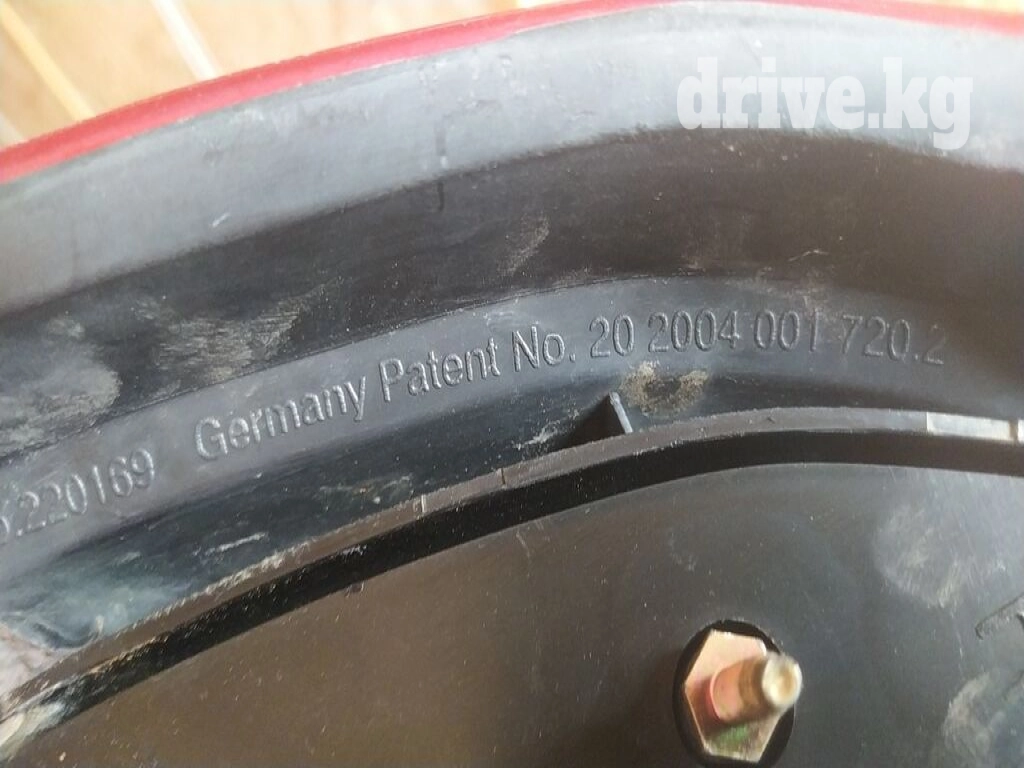 drive.kg
220169 Germany Patent No. 20 2004 001 720.2